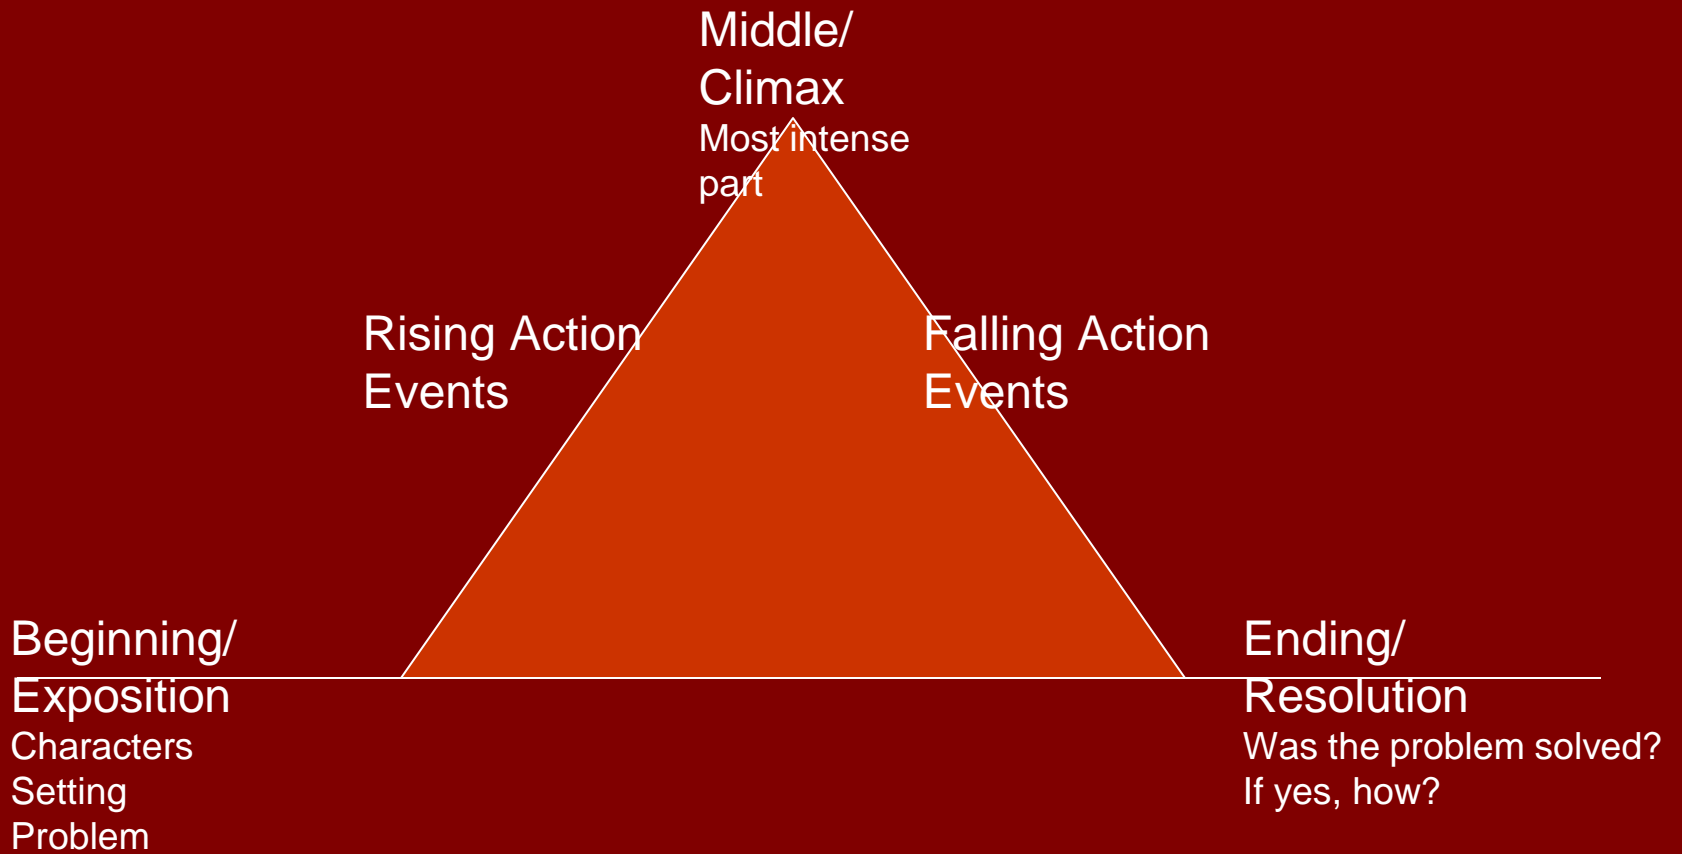 Middle/
Climax
Most intense
part
Rising Action
Events
Falling Action
Events
Beginning/
Exposition
Characters
Setting
Problem
Ending/
Resolution
Was the problem solved?
If yes, how?